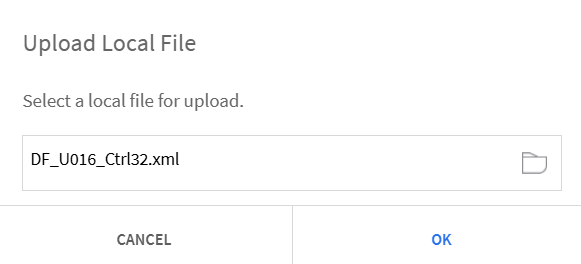 Upload Local File
Select a local file for upload.
DF_U016_Ctrl32.xml
CANCEL
OK